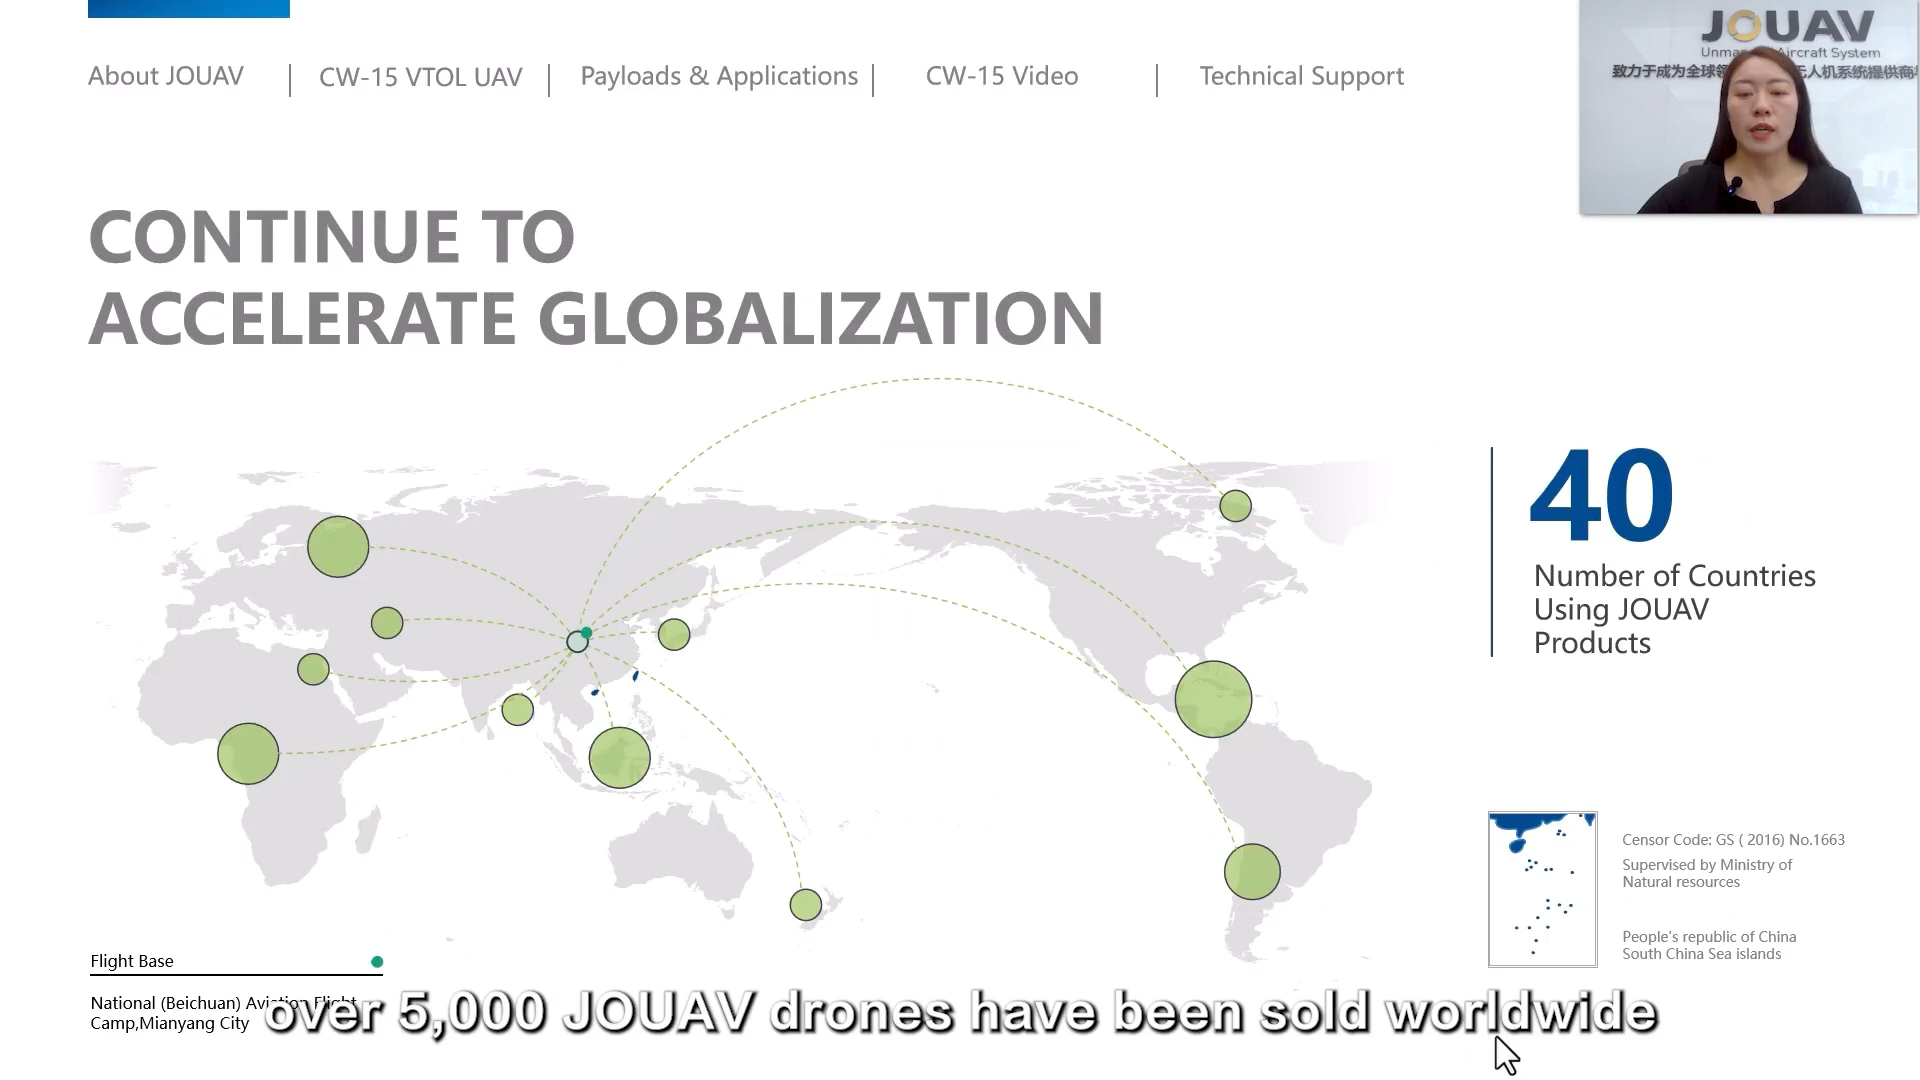 About JOUAV
CW-15 VTOL UAV
Payloads & Applications
CW-15 Video
Technical Support
JOUAV
Aircraft System
致力于成为全球
无人机系统提供商
CONTINUE TO
ACCELERATE GLOBALIZATION
40
Number of Countries
Using JOUAV
Products
Censor Code: GS ( 2016) No.1663
Supervised by Ministry of
Natural resources
People's republic of China
South China Sea islands
Flight Base
National (Beichuan) Aviation Flight
Camp,Mianyang City
over 5,000 JOUAV drones have been sold worldwide